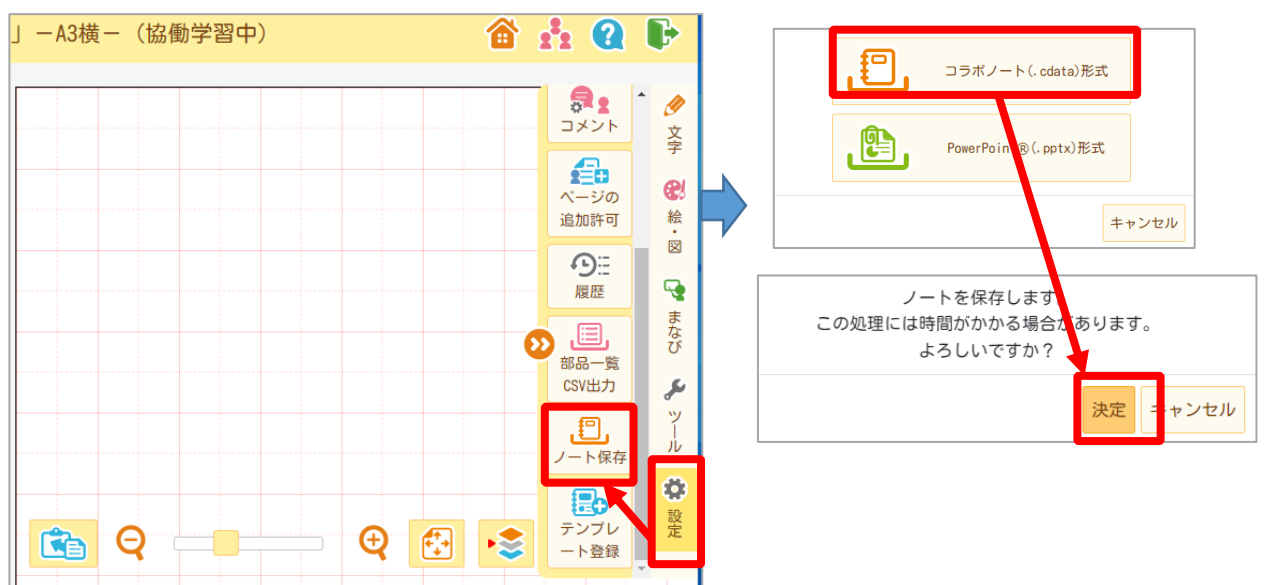 」－A3横－（協働学習中）
コメント
ページの
追加許可
履歴
部品一覧
CSV出力
ノート保存
テンプレ
ート登録
文字
絵・図
まなび
ツール
設定
コラボノート(.cdata)形式
PowerPoint®(.pptx)形式
キャンセル
ノートを保存します。
この処理には時間がかかる場合があります。
よろしいですか？
決定
キャンセル